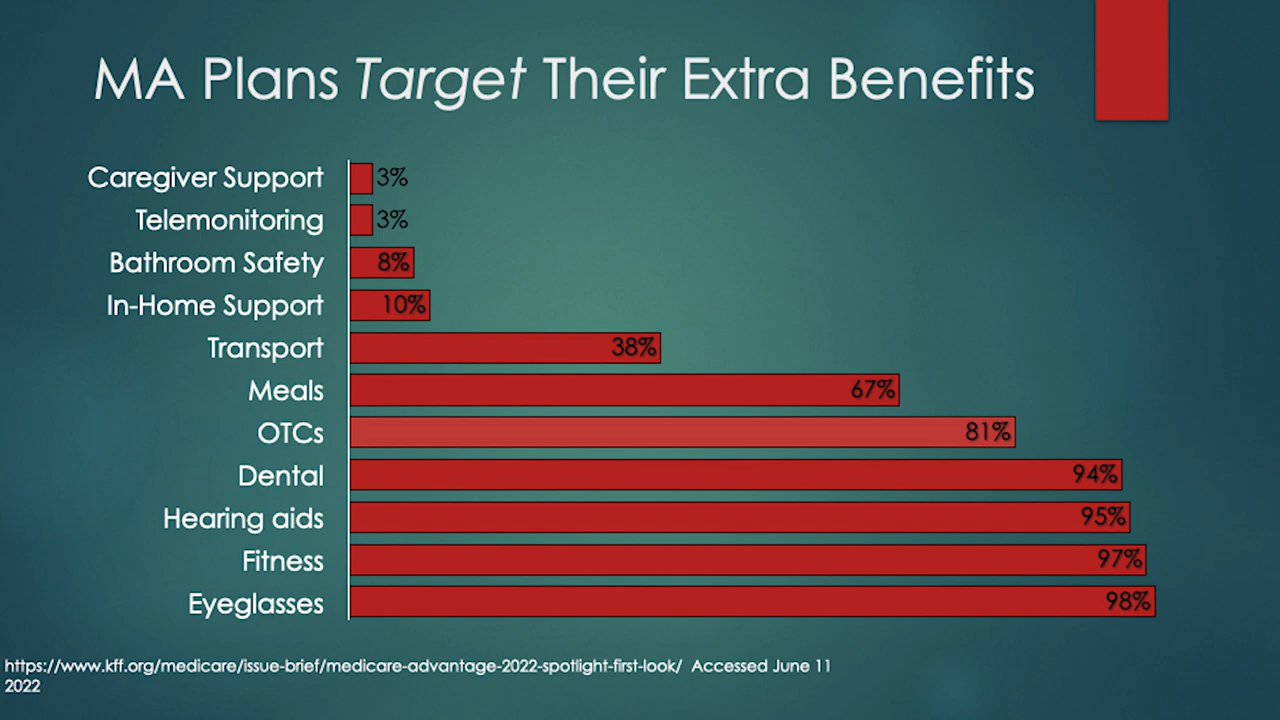 MA Plans Target Their Extra Benefits
Caregiver Support 3%
Telemonitoring 3%
Bathroom Safety 8%
In-Home Support 10%
Transport 38%
Meals 67%
OTCs 81%
Dental 94%
Hearing aids 95%
Fitness 97%
Eyeglasses 98%
https://www.kff.org/medicare/issue-brief/medicare-advantage-2022-spotlight-first-look/ Accessed June 11
2022